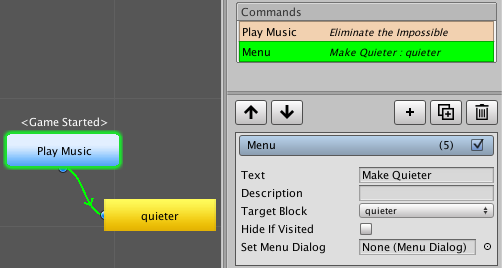 <Game Started>
Play Music
quieter
Commands
Play Music Eliminate the Impossible
Menu Make Quieter : quieter
Menu (5)
Text Make Quieter
Description
Target Block quieter
Hide If Visited
Set Menu Dialog None (Menu Dialog)